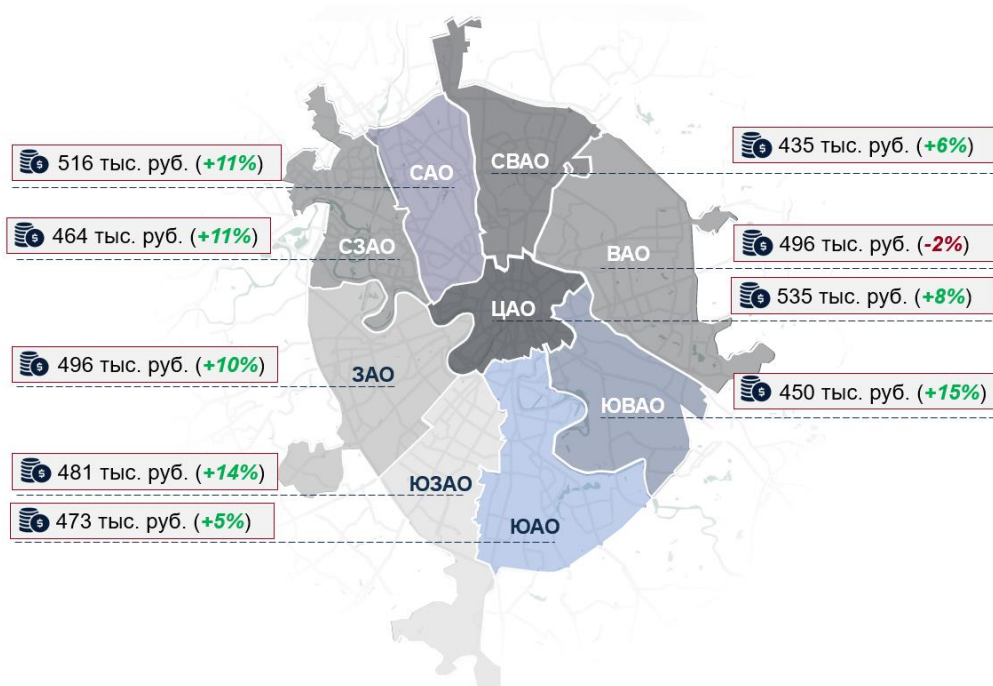 516 тыс. руб. (+11%)
464 тыс. руб. (+11%)
496 тыс. руб. (+10%)
481 тыс. руб. (+14%)
473 тыс. руб. (+5%)
САО
СВАО
СЗАО
ВАО
ЦАО
ЗАО
ЮВАО
ЮЗАО
ЮАО
435 тыс. руб. (+6%)
496 тыс. руб. (-2%)
535 тыс. руб. (+8%)
450 тыс. руб. (+15%)